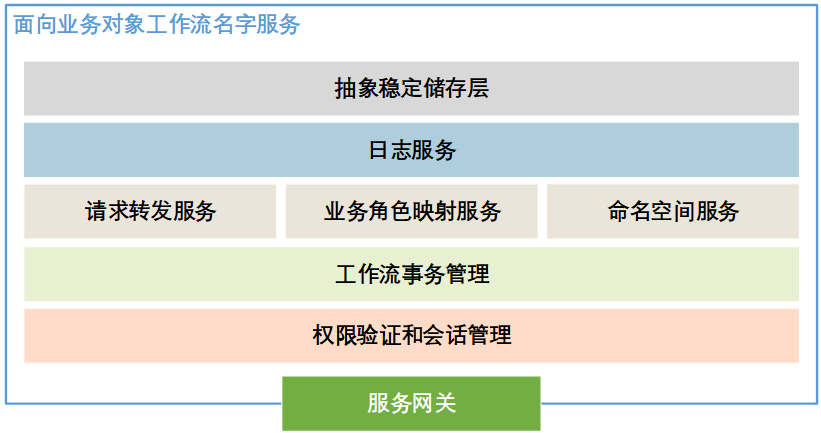 面向业务对象工作流名字服务
抽象稳定储存层
日志服务
请求转发服务
业务角色映射服务
命名空间服务
工作流事务管理
权限验证和会话管理
服务网关